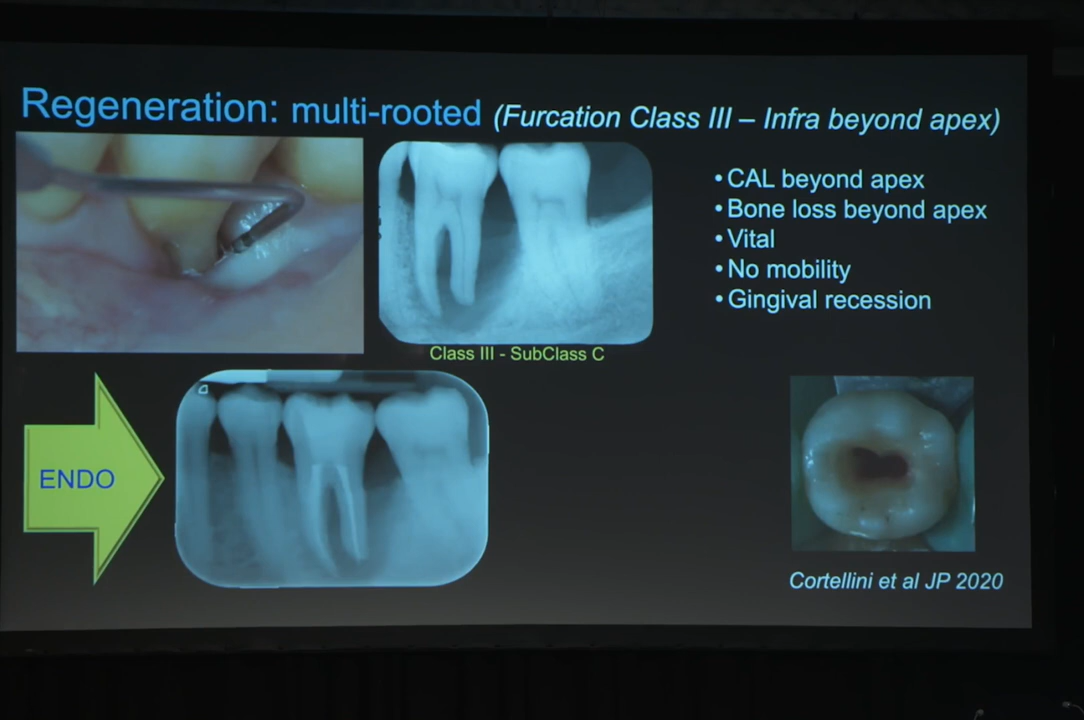 Regeneration: multi-rooted (Furcation Class III – Infra beyond apex)
• CAL beyond apex
• Bone loss beyond apex
• Vital
• No mobility
• Gingival recession
Class III - SubClass C
ENDO
Cortellini et al JP 2020